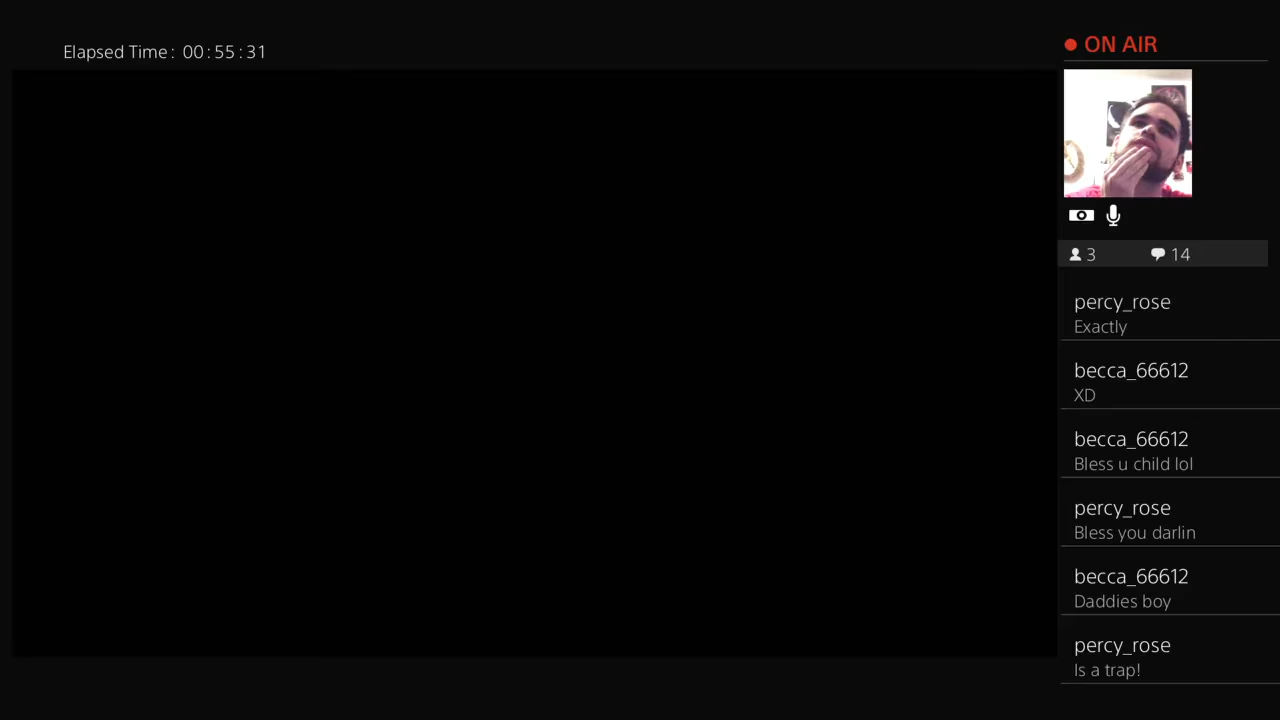 Elapsed Time: 00:55:31
ON AIR
3 14
percy_rose
Exactly
becca_66612
XD
becca_66612
Bless u child lol
percy_rose
Bless you darlin
becca_66612
Daddies boy
percy_rose
Is a trap!